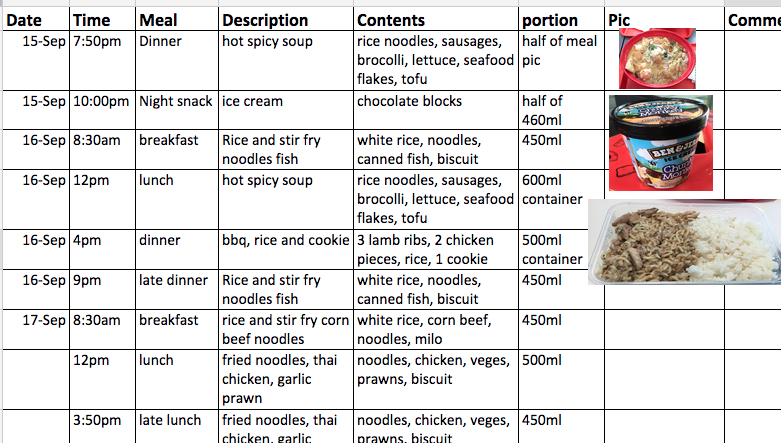 Date Time Meal Description Contents portion Pic Comme
15-Sep 7:50pm Dinner hot spicy soup rice noodles, sausages, half of meal
brocolli, lettuce, seafood pic
flakes, tofu
15-Sep 10:00pm Night snack ice cream chocolate blocks half of
460ml
16-Sep 8:30am breakfast Rice and stir fry white rice, noodles, 450ml
noodles fish canned fish, biscuit
BEN & JE
ICE
Chu
Mon
16-Sep 12pm lunch hot spicy soup rice noodles, sausages, 600ml
brocolli, lettuce, seafood container
flakes, tofu
16-Sep 4pm dinner bbq, rice and cookie 3 lamb ribs, 2 chicken 500ml
pieces, rice, 1 cookie container
16-Sep 9pm late dinner Rice and stir fry white rice, noodles, 450ml
noodles fish canned fish, biscuit
17-Sep 8:30am breakfast rice and stir fry corn white rice, corn beef, 450ml
beef noodles noodles, milo
12pm lunch fried noodles, thai noodles, chicken, veges, 500ml
chicken, garlic prawns, biscuit
prawn
3:50pm late lunch fried noodles, thai noodles, chicken, veges, 450ml
chicken, garlic prawns, biscuit